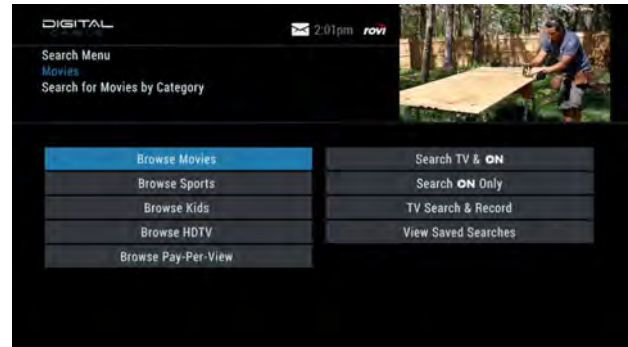 DIGITAL
CABLE
2:01pm rovi
Search Menu
Movies
Search for Movies by Category
Browse Movies
Search TV & ON
Browse Sports
Search ON Only
Browse Kids
TV Search & Record
Browse HDTV
View Saved Searches
Browse Pay-Per-View